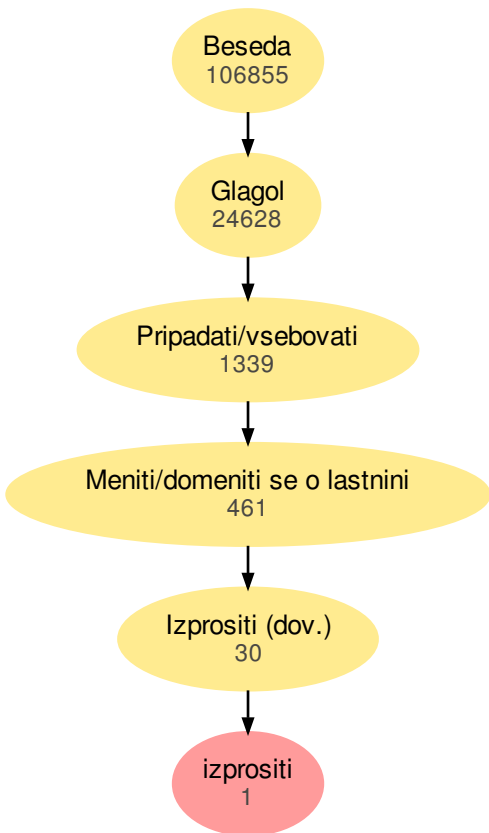 Beseda
106855
Glagol
24628
Pripadati/vsebovati
1339
Meniti/domeniti se o lastnini
461
Izprositi (dov.)
30
izprositi
1